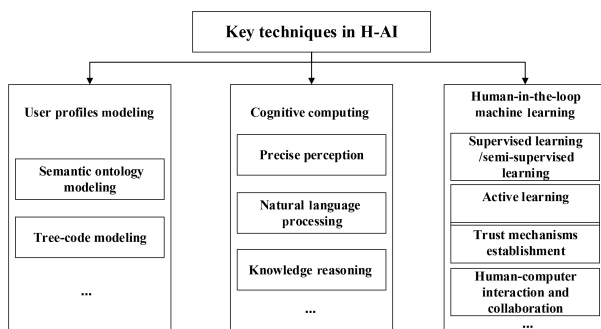 Key techniques in H-AI
User profiles modeling
Semantic ontology
modeling
Tree-code modeling
...
Cognitive computing
Precise perception
Natural language
processing
Knowledge reasoning
...
Human-in-the-loop
machine learning
Supervised learning
/semi-supervised
learning
Active learning
Trust mechanisms
establishment
Human-computer
interaction and
collaboration
...